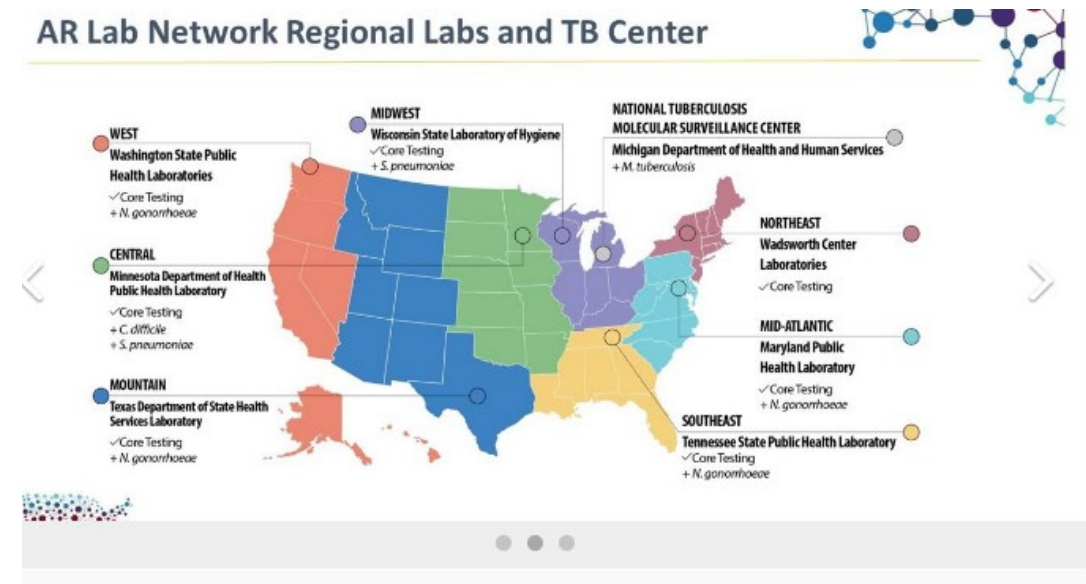 AR Lab Network Regional Labs and TB Center
WEST
Washington State Public
Health Laboratories
✓Core Testing
+ N. gonorrhoeae
MIDWEST
Wisconsin State Laboratory of Hygiene
✓Core Testing
+ S. pneumoniae
NATIONAL TUBERCULOSIS
MOLECULAR SURVEILLANCE CENTER
Michigan Department of Health and Human Services
+ M. tuberculosis
CENTRAL
Minnesota Department of Health
Public Health Laboratory
✓Core Testing
+ C. difficile
+ S. pneumoniae
NORTHEAST
Wadsworth Center
Laboratories
✓Core Testing
MID-ATLANTIC
Maryland Public
Health Laboratory
✓Core Testing
+ N. gonorrhoeae
MOUNTAIN
Texas Department of State Health
Services Laboratory
✓Core Testing
+ N. gonorrhoeae
SOUTHEAST
Tennessee State Public Health Laboratory
✓Core Testing
+ N. gonorrhoeae